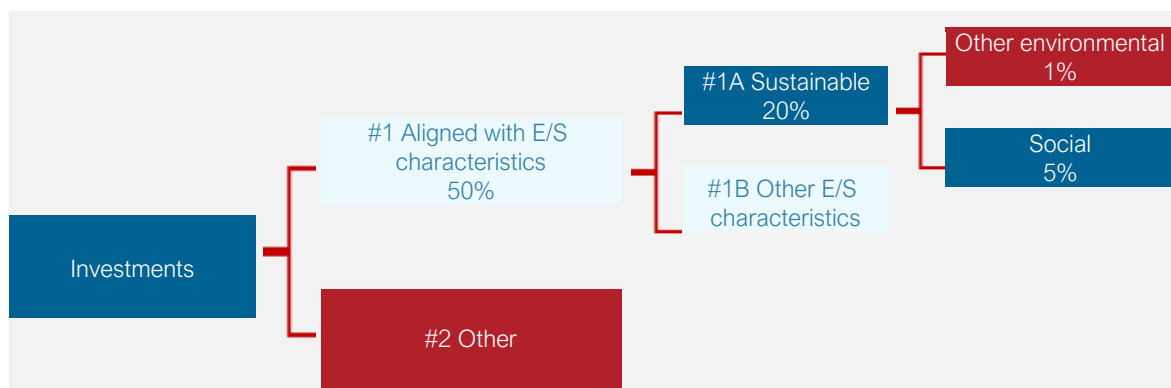 Investments
#1 Aligned with E/S
characteristics
50%
#2 Other
#1A Sustainable
20%
#1B Other E/S
characteristics
Other environmental
1%
Social
5%